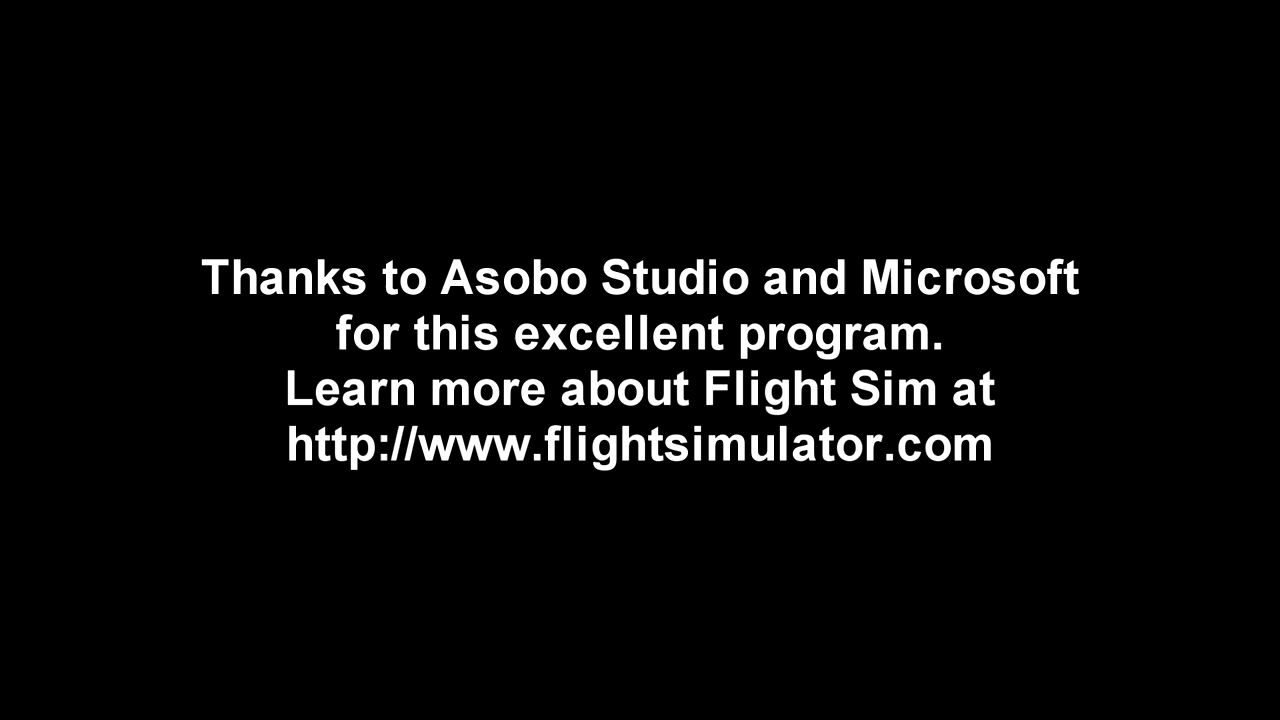 Thanks to Asobo Studio and Microsoft
for this excellent program.
Learn more about Flight Sim at
http://www.flightsimulator.com